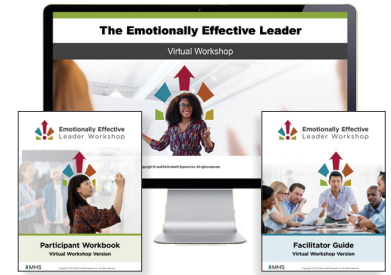 The Emotionally Effective Leader
Virtual Workshop
Emotionally Effective
Leader Workshop
Participant Workbook
Virtual Workshop Version
MHS
Emotionally Effective
Leader Workshop
Facilitator Guide
Virtual Workshop Version
MHS